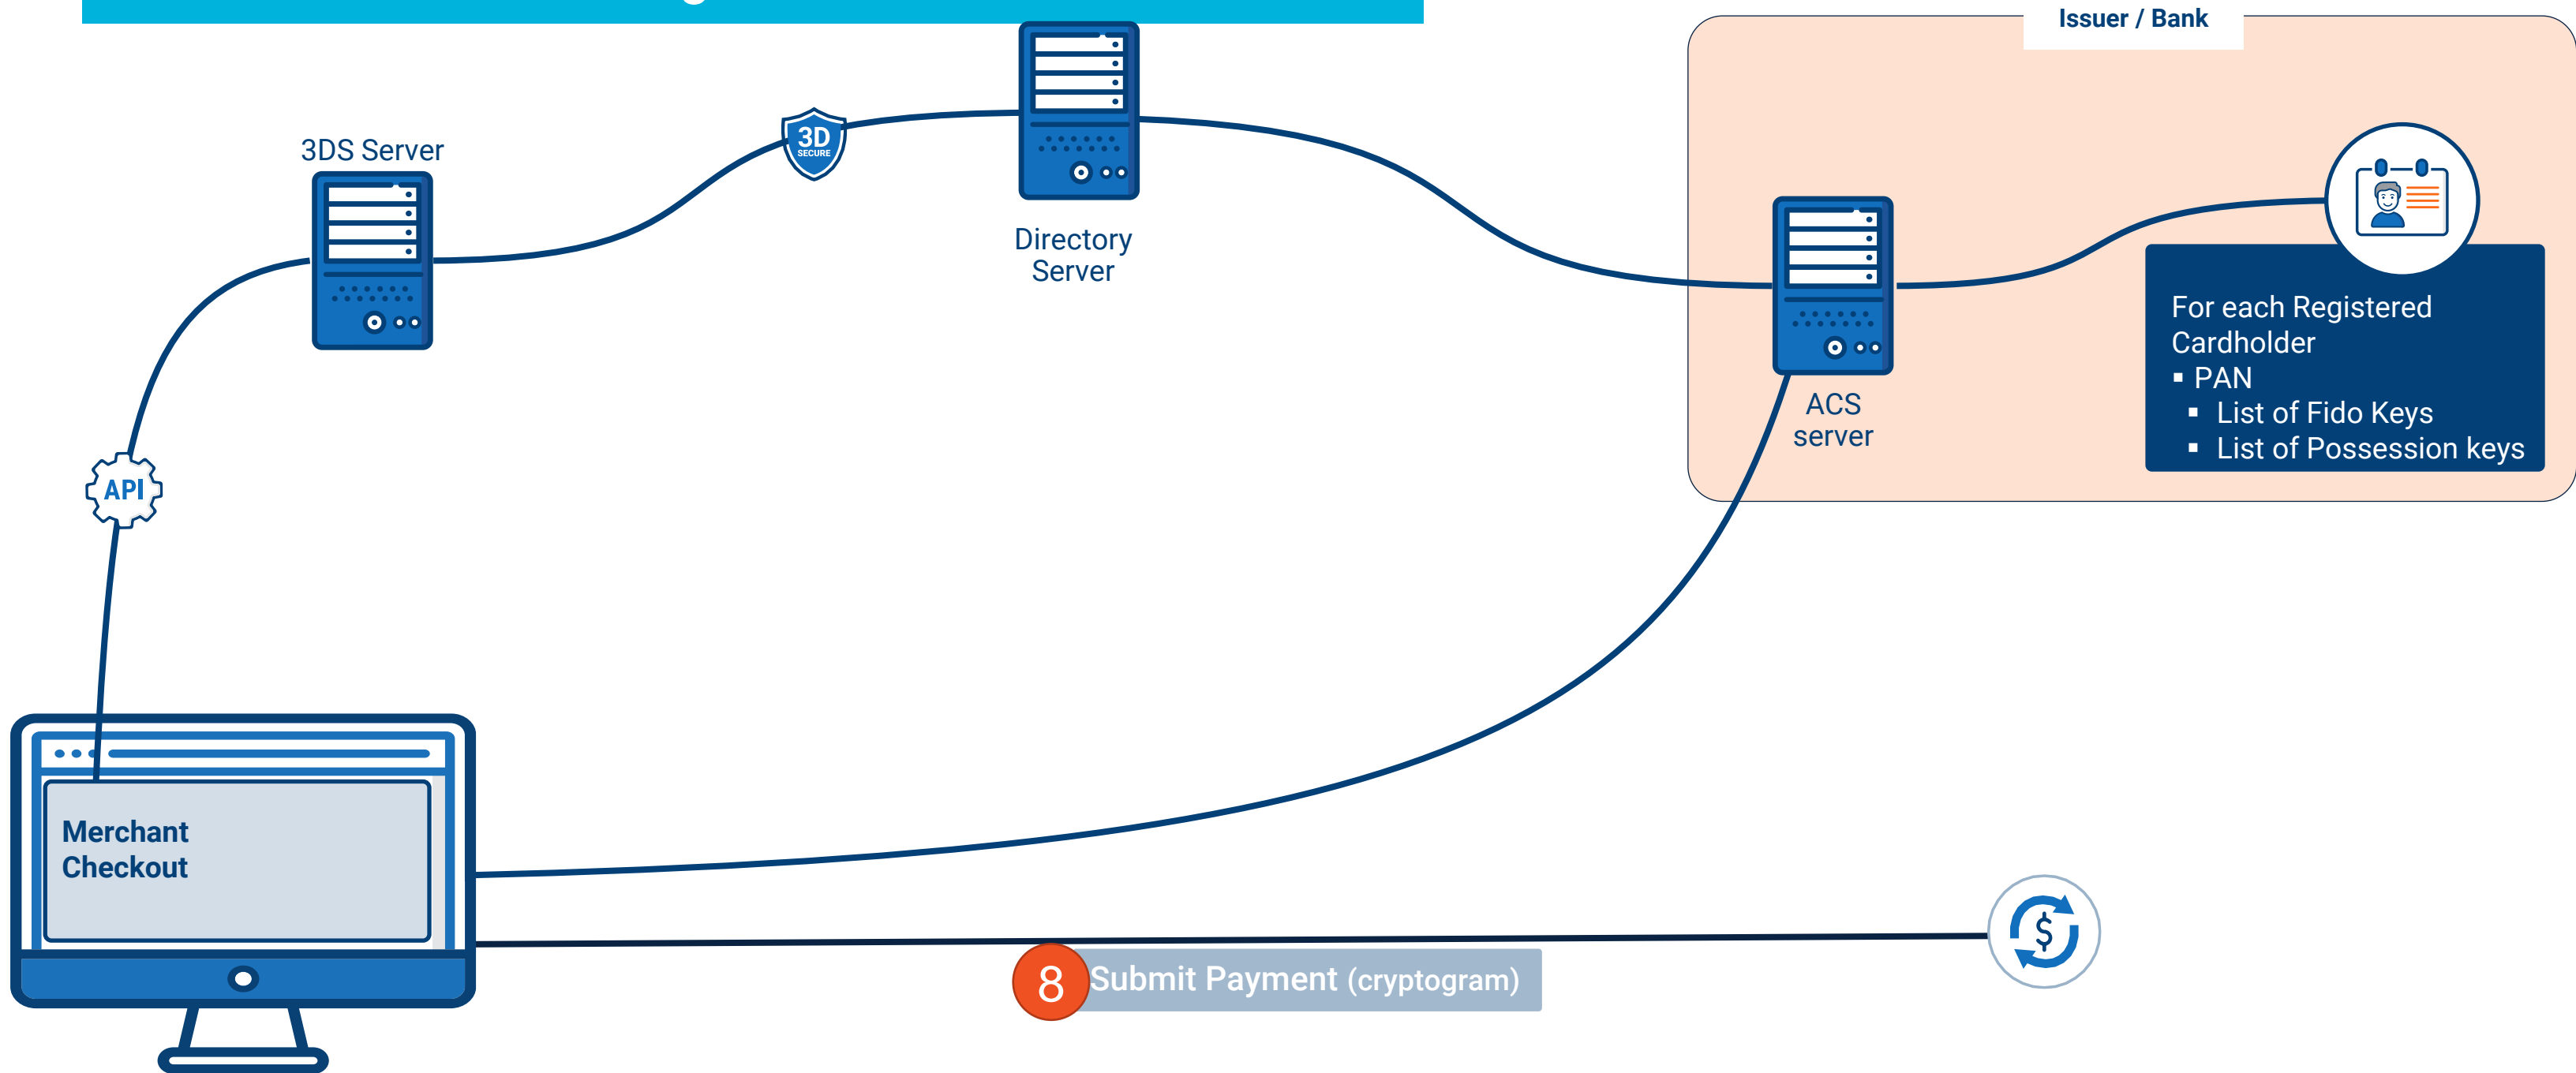 Issuer / Bank
3DS Server
3D
SECURE
Directory
Server
ACS
server
For each Registered
Cardholder
▪ PAN
▪ List of Fido Keys
▪ List of Possession keys
API
Merchant
Checkout
8 Submit Payment (cryptogram)
$